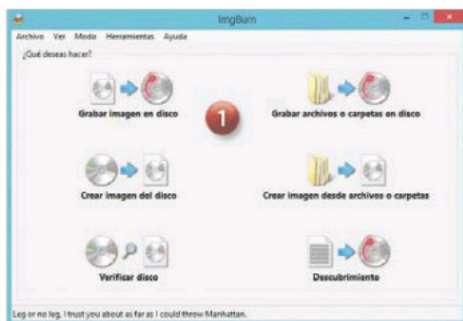 ImgBurn
Archivo Ver Modo Herramientas Ayuda
¿Qué deseas hacer?
Grabar imagen en disco
1
Grabar archivos o carpetas en disco
Crear imagen del disco
Crear imagen desde archivos o carpetas
Verificar disco
Descubrimiento
Leg or no leg, I trust you about as far as I could throw Manhattan.